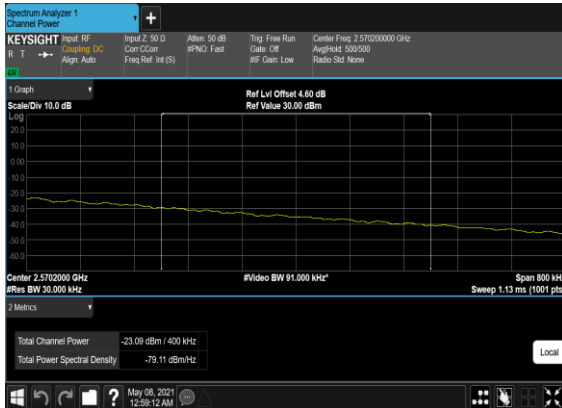 Spectrum Analyzer 1
Channel Power
KEYSIGHT
R T
LXI
Input: RF
Coupling: DC
Align: Auto
Input Z: 50 Ω
Corr CCorr
Freq Ref: Int (S)
Atten: 50 dB
#PNO: Fast
Trig: Free Run
Gate: Off
#IF Gain: Low
Center Freq: 2.570200000 GHz
Avg|Hold: 500/500
Radio Std: None
1 Graph
Scale/Div 10.0 dB
Ref Lvl Offset 4.60 dB
Ref Value 30.00 dBm
Log
20.0
10.0
0.00
-10.0
-20.0
-30.0
-40.0
-50.0
-60.0
Center 2.5702000 GHz
#Res BW 30.000 kHz
#Video BW 91.000 kHz*
Span 800 kH
Sweep 1.13 ms (1001 pts
2 Metrics
Total Channel Power -23.09 dBm / 400 kHz
Total Power Spectral Density -79.11 dBm/Hz
Local
?
May 08, 2021
12:59:12 AM